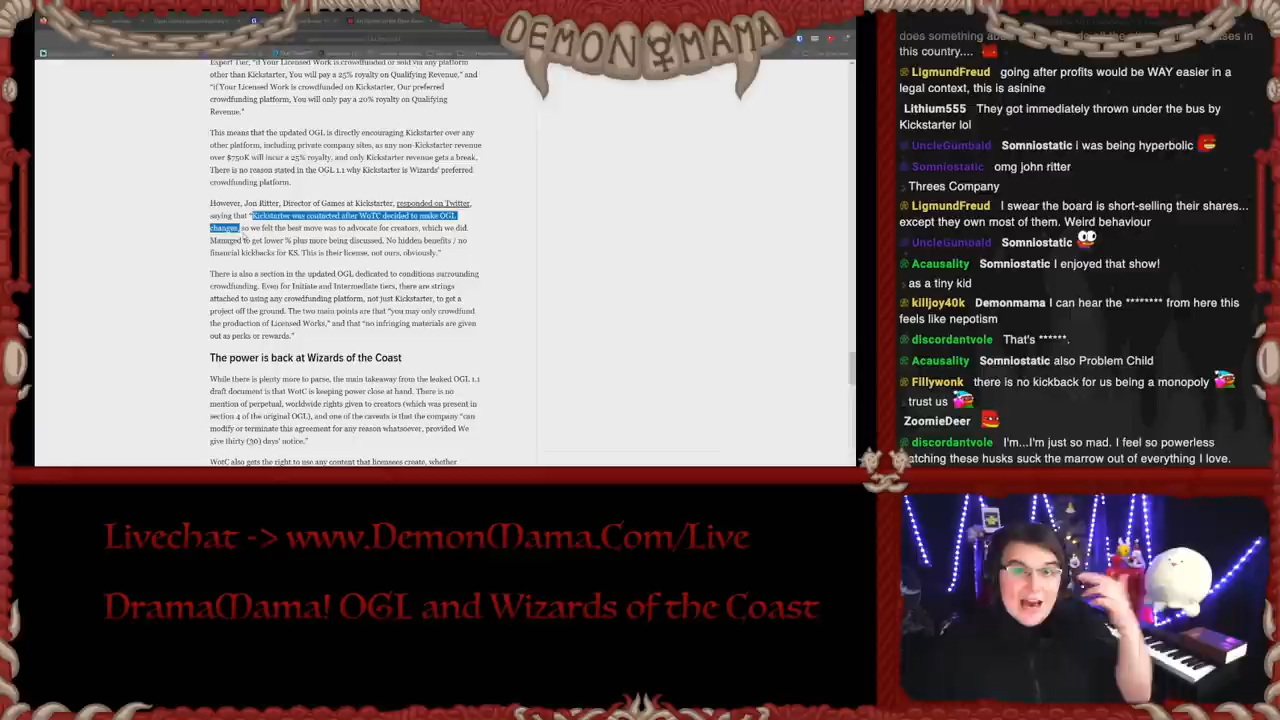 DEMON MAMA
Expert Tier, "if Your Licensed Work is crowdfunded or sold via any platform
other than Kickstarter, You will pay a 25% royalty on Qualifying Revenue," and
"if Your Licensed Work is crowdfunded on Kickstarter, Our preferred
crowdfunding platform, You will only pay a 20% royalty on Qualifying
Revenue."
This means that the updated OGL is directly encouraging Kickstarter over any
other platform, including private company sites, as any non-Kickstarter revenue
over $750K will incur a 25% royalty, and only Kickstarter revenue gets a break.
There is no reason stated in the OGL 1.1 why Kickstarter is Wizards' preferred
crowdfunding platform.
However, Jon Ritter, Director of Games at Kickstarter, responded on Twitter,
saying that "Kickstarter was contacted after WoTC decided to make OGL
changes, so we felt the best move was to advocate for creators, which we did.
Managed to get lower % plus more being discussed. No hidden benefits / no
financial kickbacks for KS. This is their license, not ours, obviously."
There is also a section in the updated OGL dedicated to conditions surrounding
crowdfunding. Even for Initiate and Intermediate tiers, there are strings
attached to using any crowdfunding platform, not just Kickstarter, to get a
project off the ground. The two main points are that "you may only crowdfund
the production of Licensed Works," and that "no infringing materials are given
out as perks or rewards."
The power is back at Wizards of the Coast
While there is plenty more to parse, the main takeaway from the leaked OGL 1.1
draft document is that WotC is keeping power close at hand. There is no
mention of perpetual, worldwide rights given to creators (which was present in
section 4 of the original OGL), and one of the caveats is that the company "can
modify or terminate this agreement for any reason whatsoever, provided We
give thirty (30) days' notice."
WotC also gets the right to use any content that licensees create, whether
does something about
in this country....
LigmundFreud going after profits would be WAY easier in a
legal context, this is asinine
Lithium555 They got immediately thrown under the bus by
Kickstarter lol
UncleGumbald Somniostatic i was being hyperbolic
Somniostatic omg john ritter
Threes Company
LigmundFreud I swear the board is just selling their shares...
except they all own tons of shares. Weird behaviour
UncleGumbald Somniostatic
Acausality Somniostatic I enjoyed that show!
as a tiny kid
killjoy40k Demonmama I can hear the ******* from here this
feels like nepotism
discordantvole That's ******.
Acausality Somniostatic also Problem Child
Fillywonk there is no kickback for us being a monopoly
trust us
ZoomieDeer
discordantvole I'm...I'm just so mad. I feel so powerless
atching these husks suck the marrow out of everything I love.
Livechat -> www.DemonMama.Com/Live
DramaMama: OGL and Wizards of the Coast